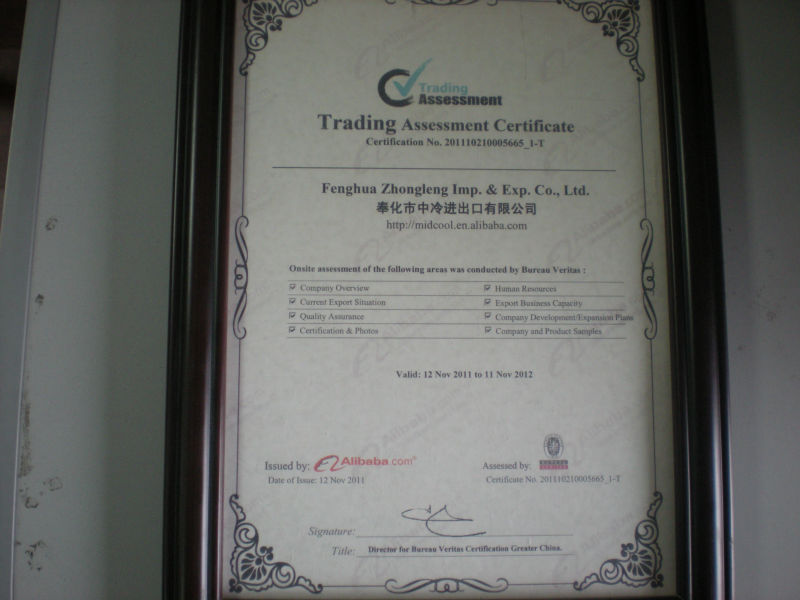 Trading
Assessment
Trading Assessment Certificate
Certification No. 201110210005665_1-T
Fenghua Zhongleng Imp. & Exp. Co., Ltd.
奉化市中冷进出口有限公司
http://midcool.en.alibaba.com
Onsite assessment of the following areas was conducted by Bureau Veritas :
Company Overview
Human Resources
Current Export Situation
Export Business Capacity
Quality Assurance
Company Development/Expansion Plans
Certification & Photos
Company and Product Samples
Valid: 12 Nov 2011 to 11 Nov 2012
Issued by: Alibaba.com
Assessed by:
Date of Issue: 12 Nov 2011
Certificate No. 201110210005665_1-T
Signature:
Title: Director for Bureau Veritas Certification Greater China.